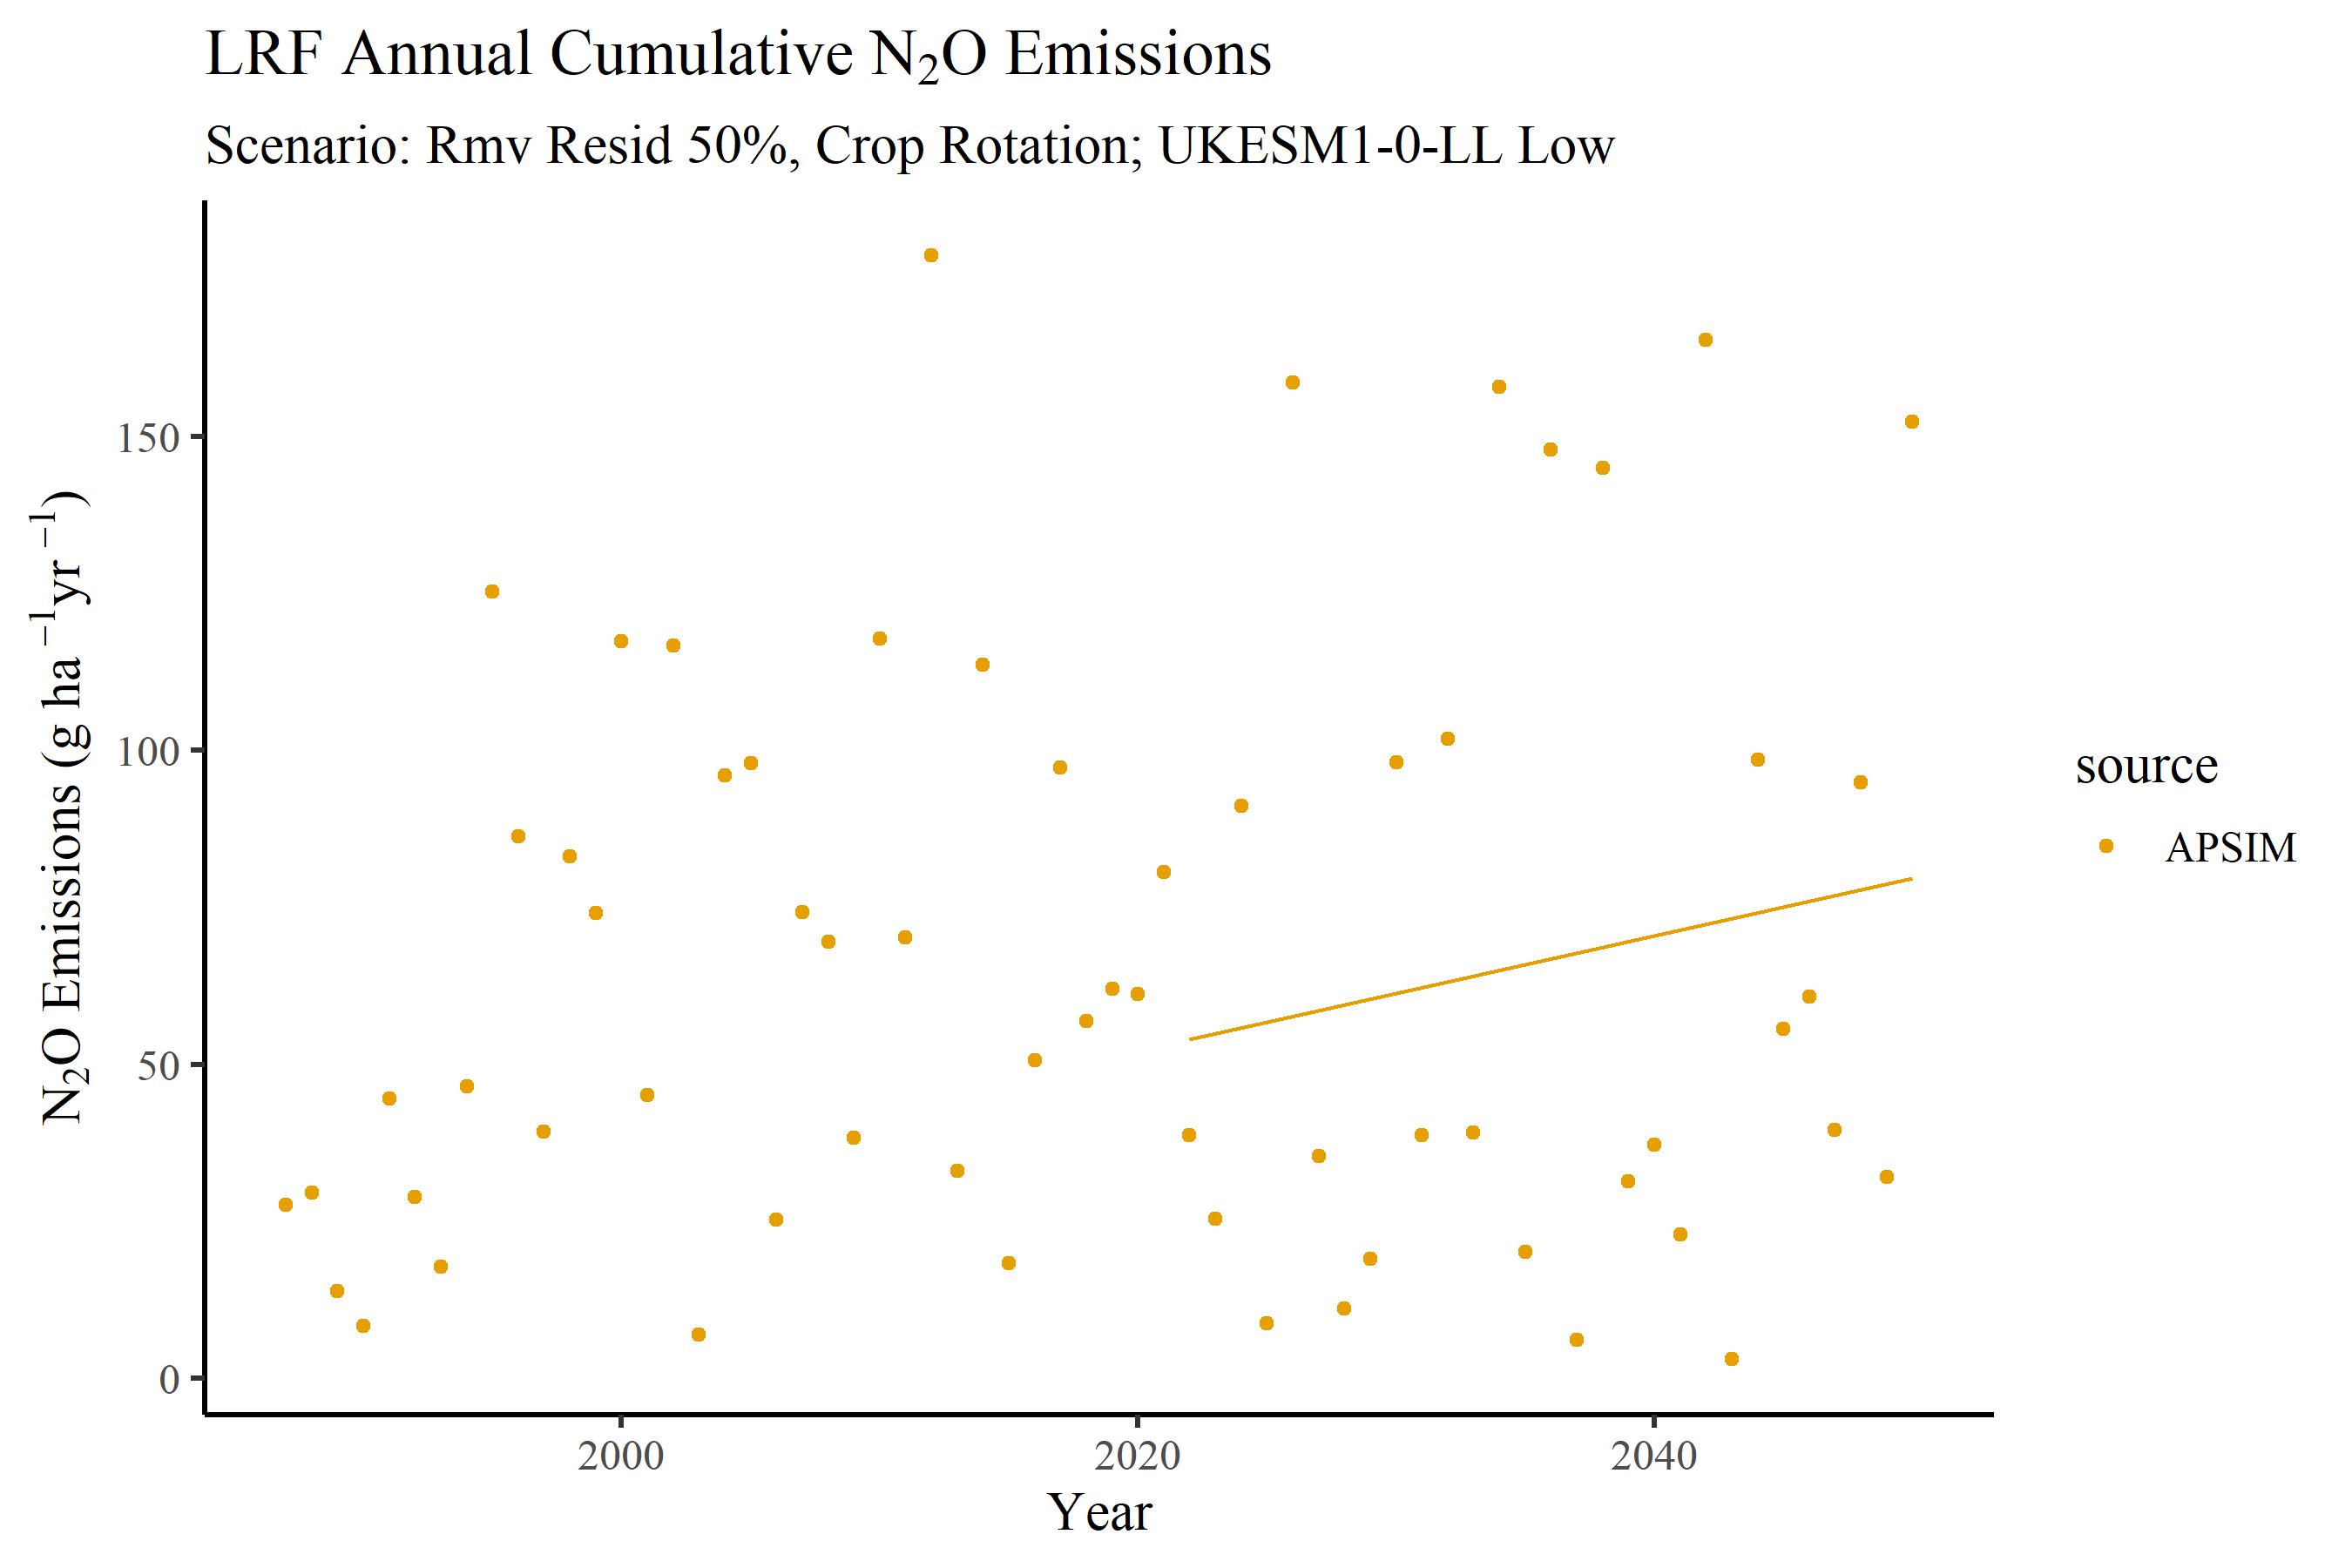 LRF Annual Cumulative N₂O Emissions
Scenario: Rmv Resid 50%, Crop Rotation; UKESM1-0-LL Low
N₂O Emissions (g ha⁻¹yr⁻¹)
150
100
50
0
2000 2020 2040
Year
source
APSIM